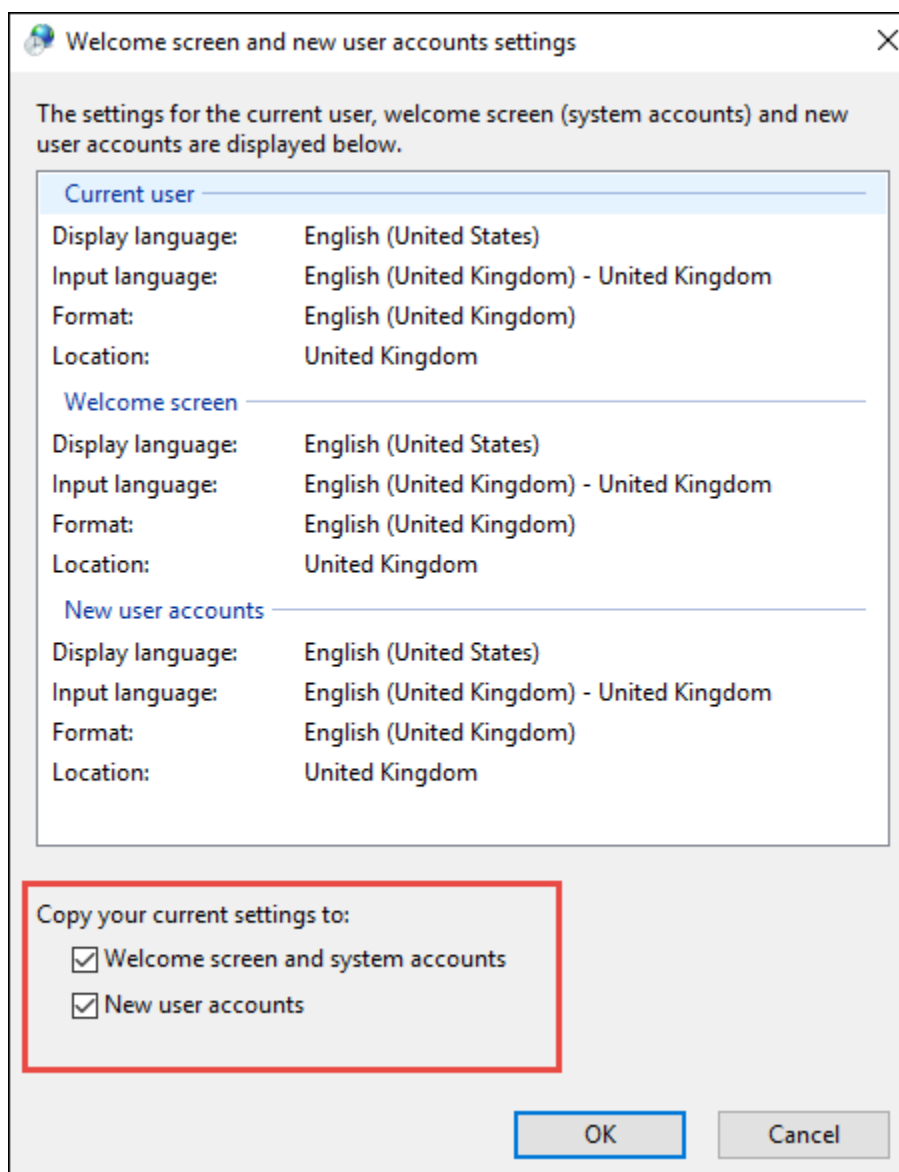 Welcome screen and new user accounts settings
The settings for the current user, welcome screen (system accounts) and new
user accounts are displayed below.
Current user
Display language: English (United States)
Input language: English (United Kingdom) - United Kingdom
Format: English (United Kingdom)
Location: United Kingdom
Welcome screen
Display language: English (United States)
Input language: English (United Kingdom) - United Kingdom
Format: English (United Kingdom)
Location: United Kingdom
New user accounts
Display language: English (United States)
Input language: English (United Kingdom) - United Kingdom
Format: English (United Kingdom)
Location: United Kingdom
Copy your current settings to:
Welcome screen and system accounts
New user accounts
OK Cancel